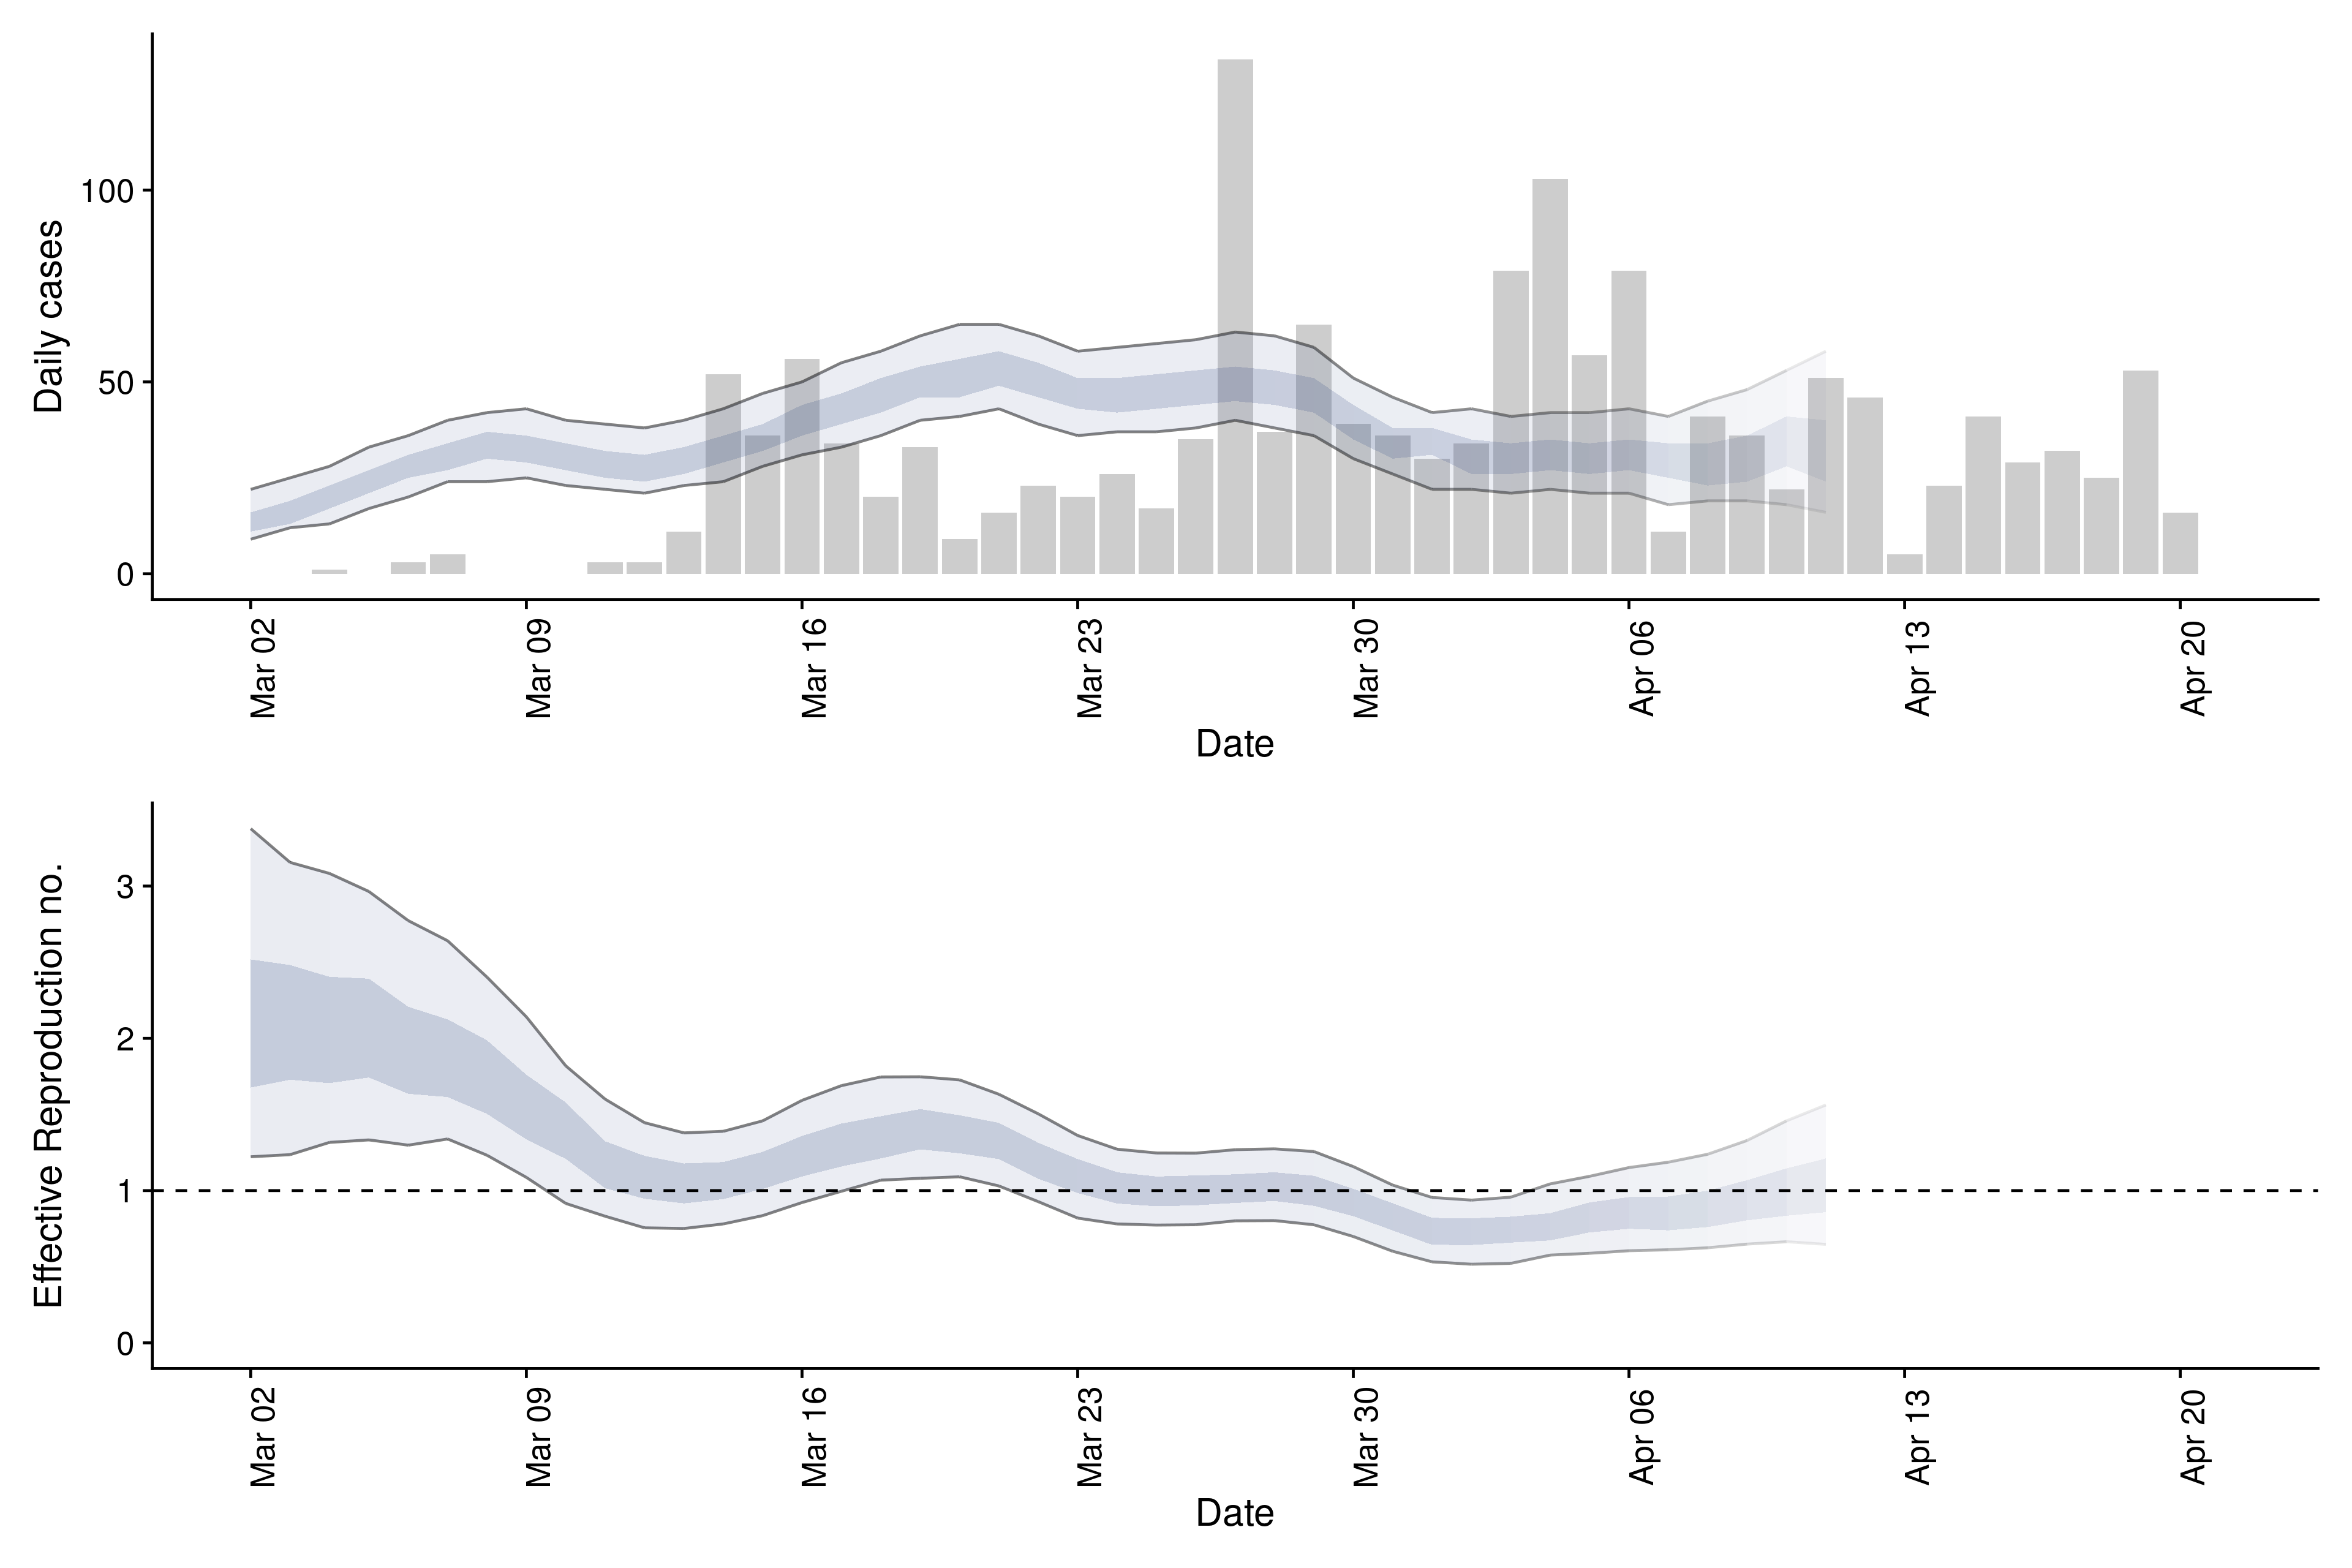 Daily cases
100
50
0
Mar 02
Mar 09
Mar 16
Mar 23
Mar 30
Apr 06
Apr 13
Apr 20
Date
Effective Reproduction no.
3
2
1
0
Mar 02
Mar 09
Mar 16
Mar 23
Mar 30
Apr 06
Apr 13
Apr 20
Date